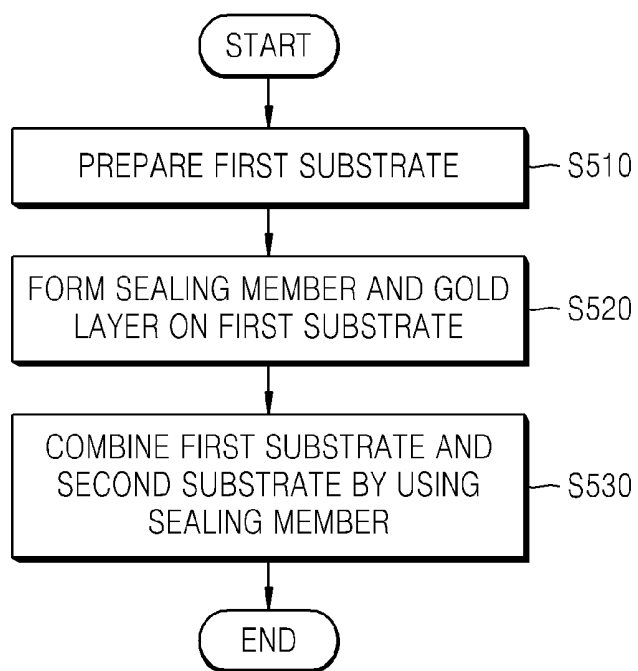 START
PREPARE FIRST SUBSTRATE
S510
FORM SEALING MEMBER AND GOLD
LAYER ON FIRST SUBSTRATE
S520
COMBINE FIRST SUBSTRATE AND
SECOND SUBSTRATE BY USING
SEALING MEMBER
S530
END